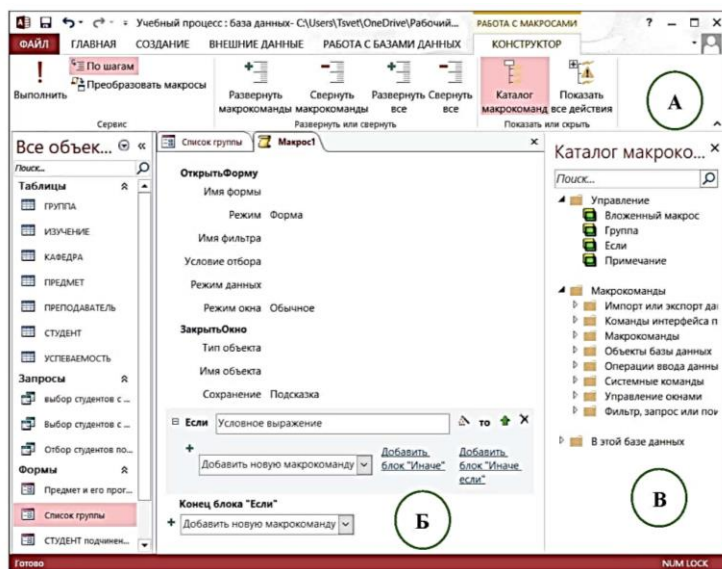 Учебный процесс : база данных- C:\Users\Tsvet\OneDrive\Рабочий...
РАБОТА С МАКРОСАМИ
?
ФАЙЛ ГЛАВНАЯ СОЗДАНИЕ ВНЕШНИЕ ДАННЫЕ РАБОТА С БАЗАМИ ДАННЫХ КОНСТРУКТОР
Выполнить
По шагам
Преобразовать макросы
Развернуть макрокоманды
Свернуть макрокоманды
Развернуть все
Свернуть все
Каталог макрокоманд
Показать все действия
Сервис
Развернуть или свернуть
Показать или скрыть
А
Все объек...
Поиск...
Таблицы
ГРУППА
ИЗУЧЕНИЕ
КАФЕДРА
ПРЕДМЕТ
ПРЕПОДАВАТЕЛЬ
СТУДЕНТ
УСПЕВАЕМОСТЬ
Запросы
выбор студентов с ...
Выбор студентов с ...
Отбор студентов по...
Формы
Предмет и его прог...
Список группы
СТУДЕНТ подчинен...
Список группы
Макрос1
ОткрытьФорму
Имя формы
Режим Форма
Имя фильтра
Условие отбора
Режим данных
Режим окна Обычное
ЗакрытьОкно
Тип объекта
Имя объекта
Сохранение Подсказка
Если Условное выражение то
Добавить новую макрокоманду
Добавить блок "Иначе"
Добавить блок "Иначе если"
Конец блока "Если"
Добавить новую макрокоманду
Б
Каталог макроко...
Поиск...
Управление
Вложенный макрос
Группа
Если
Примечание
Макрокоманды
Импорт или экспорт да
Команды интерфейса п
Макрокоманды
Объекты базы данных
Операции ввода данны
Системные команды
Управление окнами
Фильтр, запрос или пои
В этой базе данных
В
Готово
NUM LOCK